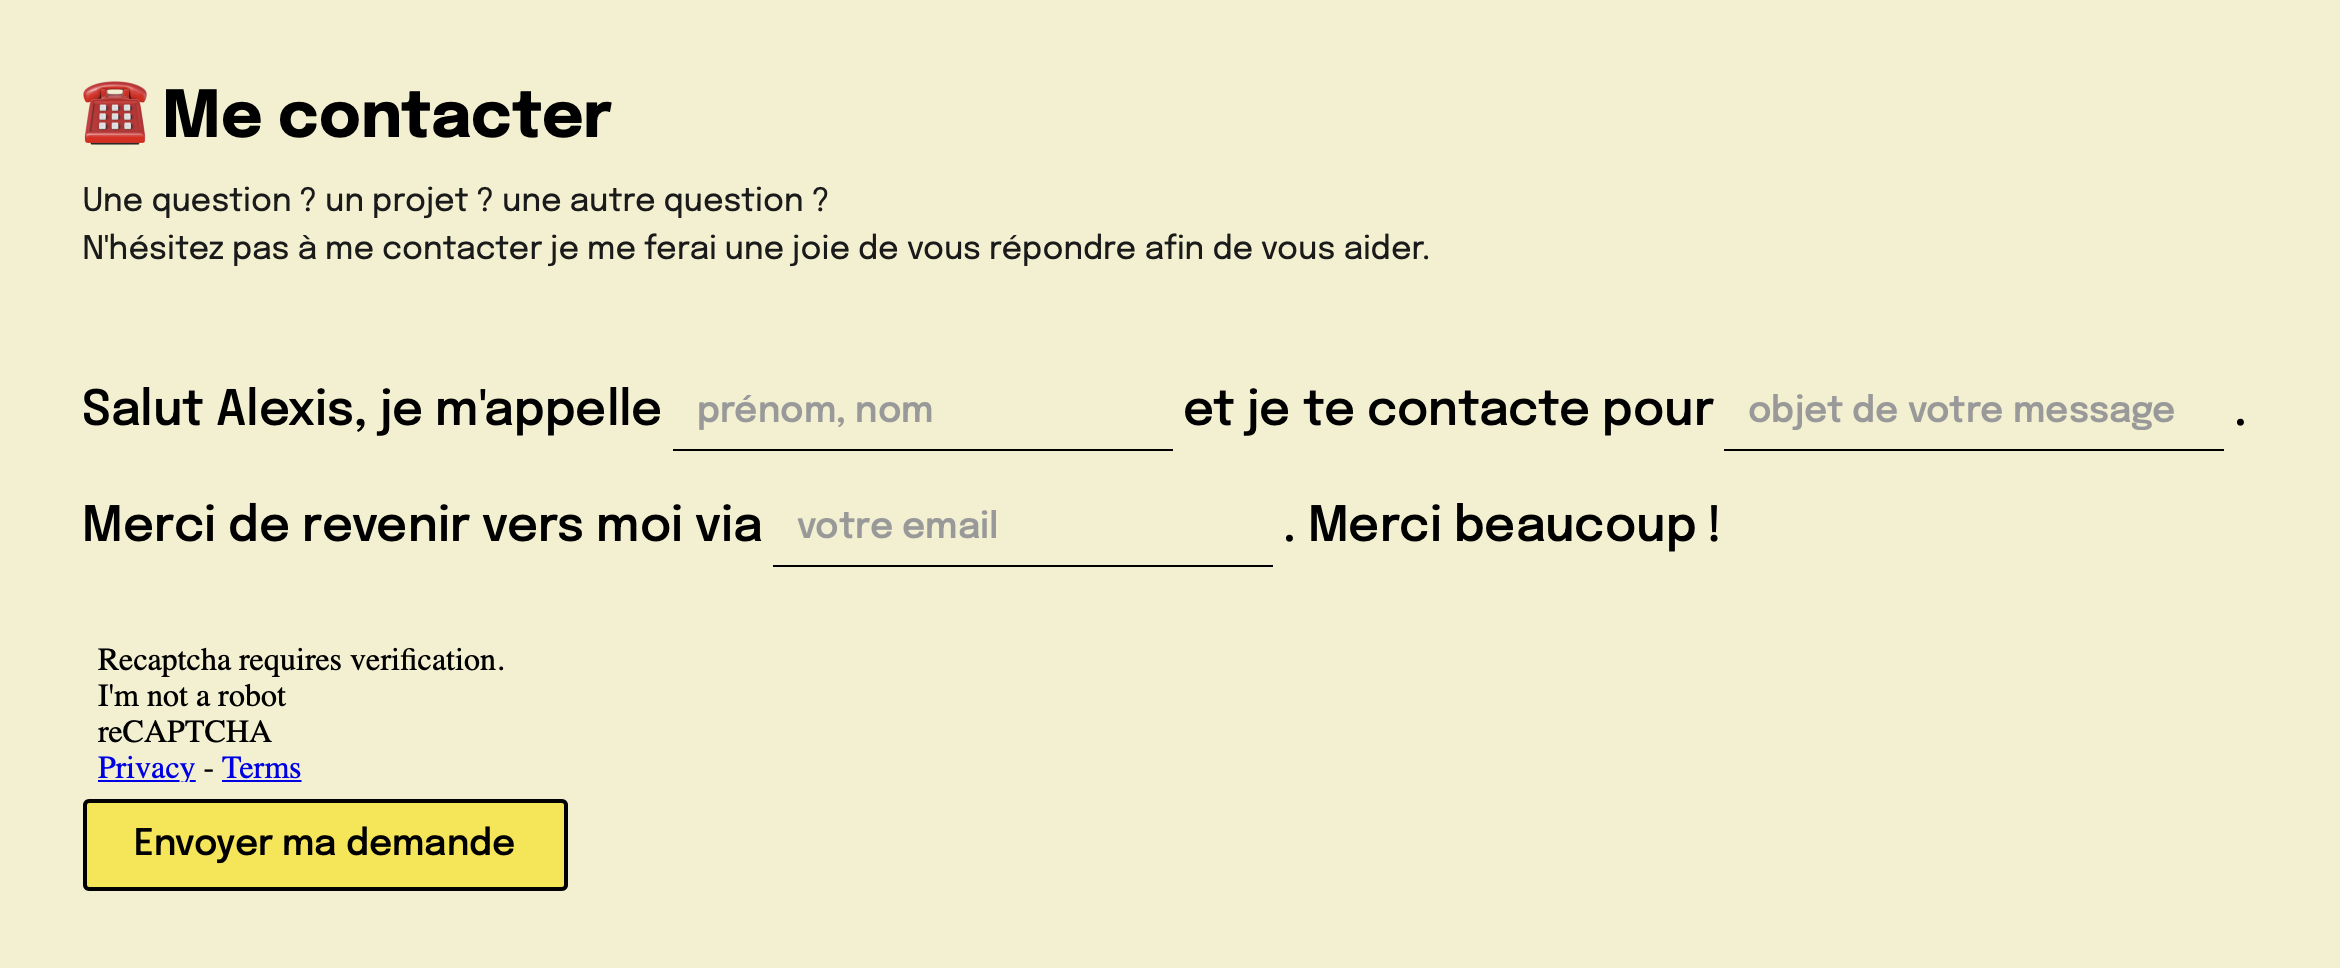 Me contacter
Une question ? un projet ? une autre question ?
N'hésitez pas à me contacter je me ferai une joie de vous répondre afin de vous aider.
Salut Alexis, je m'appelle prénom, nom et je te contacte pour objet de votre message .
Merci de revenir vers moi via votre email . Merci beaucoup !
Recaptcha requires verification.
I'm not a robot
reCAPTCHA
Privacy - Terms
Envoyer ma demande